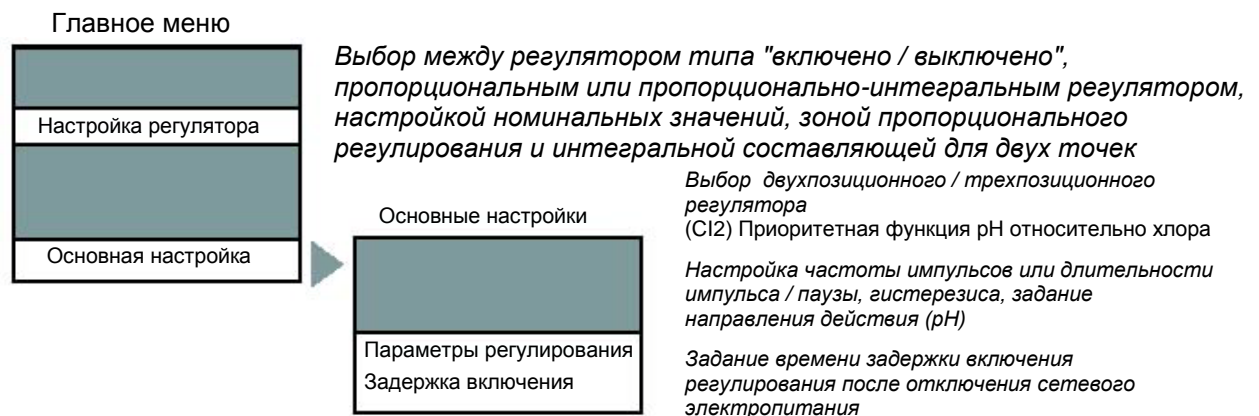 Главное меню
Настройка регулятора
Основная настройка
Выбор между регулятором типа "включено / выключено",
пропорциональным или пропорционально-интегральным регулятором,
настройкой номинальных значений, зоной пропорционального
регулирования и интегральной составляющей для двух точек
Основные настройки
Параметры регулирования
Задержка включения
Выбор двухпозиционного / трехпозиционного
регулятора
(CI2) Приоритетная функция pH относительно хлора
Настройка частоты импульсов или длительности
импульса / паузы, гистерезиса, задание
направления действия (pH)
Задание времени задержки включения
регулирования после отключения сетевого
электропитания